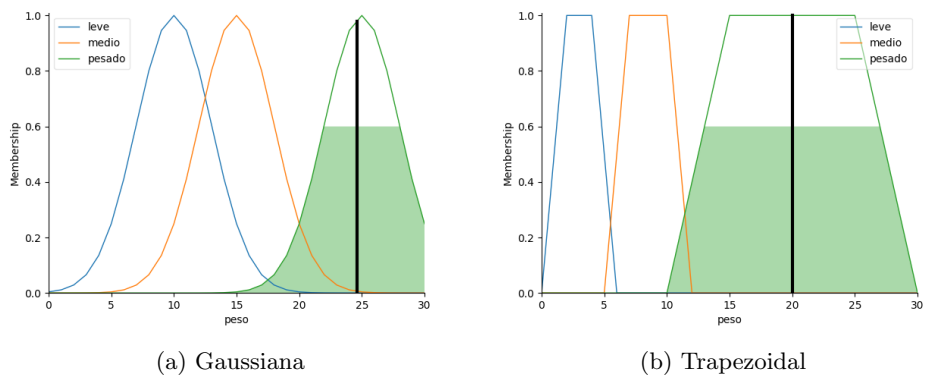 leve
medio
pesado
1.0
0.8
0.6
0.4
0.2
0.0
Membership
0 5 10 15 20 25 30
peso
(a) Gaussiana
leve
medio
pesado
1.0
0.8
0.6
0.4
0.2
0.0
Membership
0 5 10 15 20 25 30
peso
(b) Trapezoidal